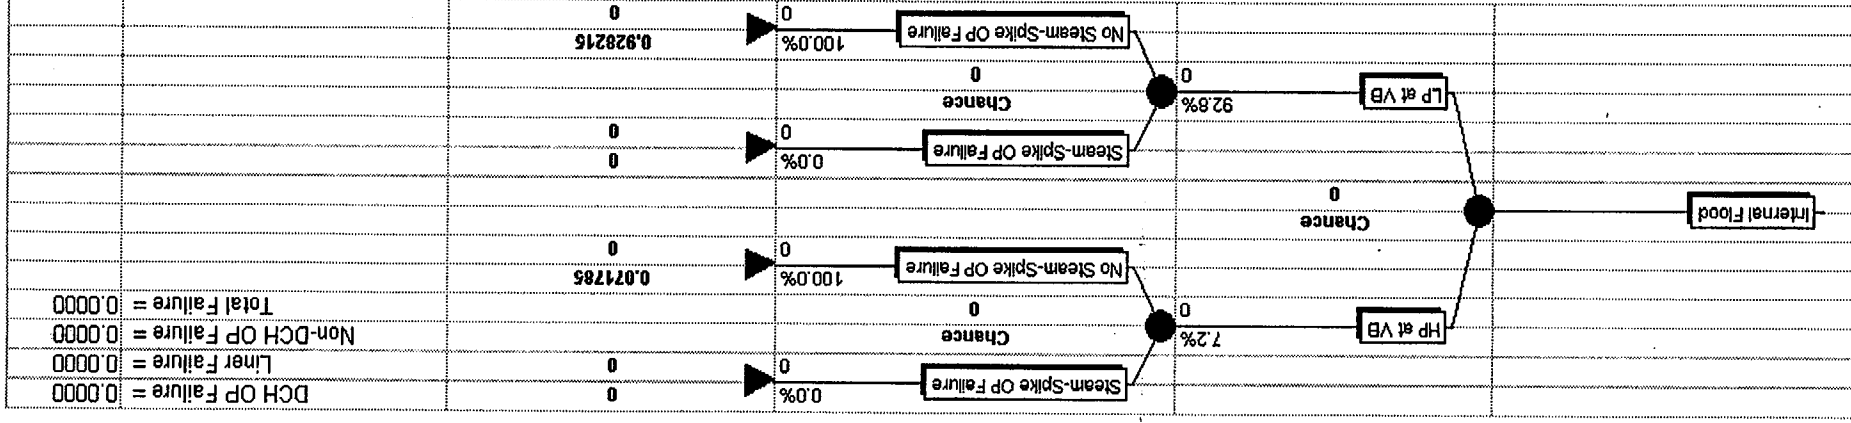 Steam-Spike OP Failure 0.0% 0 DCH OP Failure = 0.0000
0 0 Liner Failure = 0.0000
HP at VB 7.2% Chance Non-DCH OP Failure = 0.0000
0 0 Total Failure = 0.0000
No Steam-Spike OP Failure 100.0% 0.071785
0 0
Internal Flood Chance
0
Steam-Spike OP Failure 0.0% 0
0 0
LP at VB 92.8% Chance
0 0
No Steam-Spike OP Failure 100.0% 0.928215
0 0